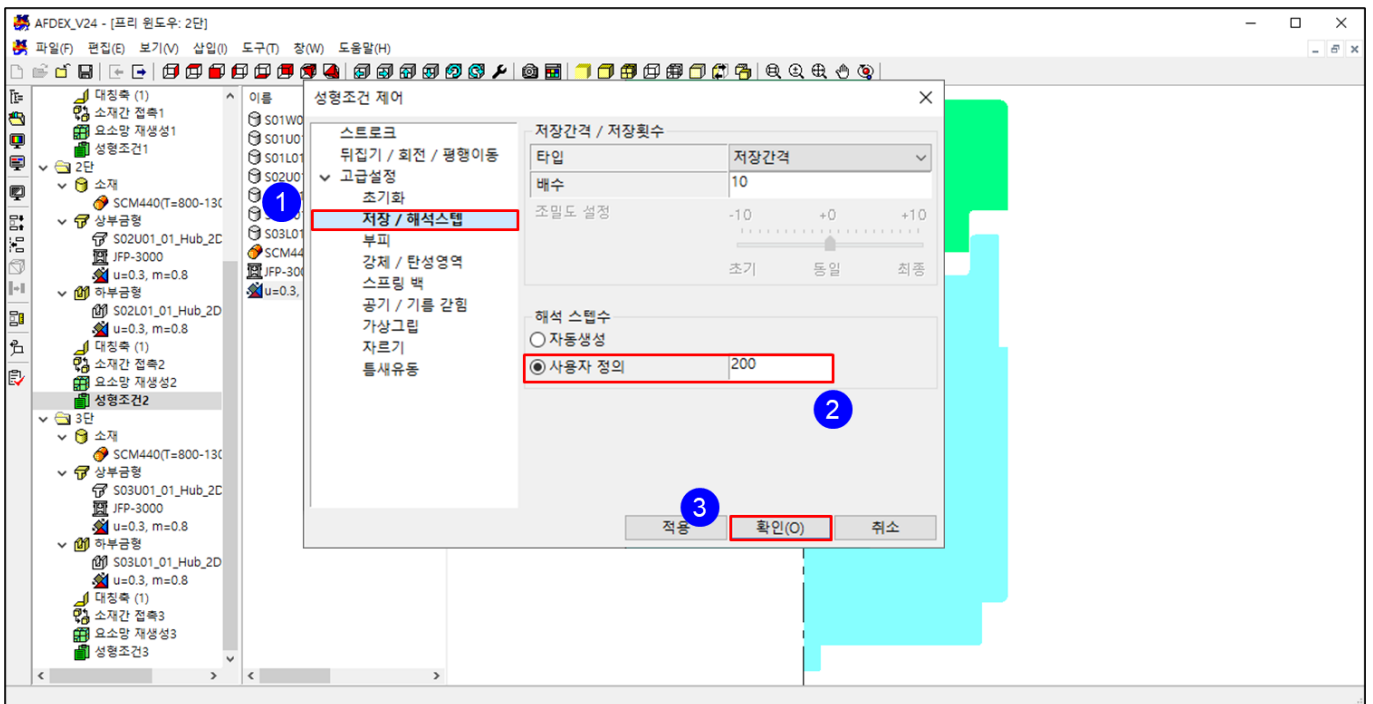 AFDEX_V24 - [프리 윈도우: 2단]
파일(F) 편집(E) 보기(V) 삽입(I) 도구(T) 창(W) 도움말(H)
대칭축 (1)
소재간 접촉1
요소망 재생성1
성형조건1
2단
소재
SCM440(T=800-130
상부금형
S02U01_01_Hub_2D
JFP-3000
u=0.3, m=0.8
하부금형
S02L01_01_Hub_2D
u=0.3, m=0.8
대칭축 (1)
소재간 접촉2
요소망 재생성2
성형조건2
3단
소재
SCM440(T=800-130
상부금형
S03U01_01_Hub_2D
JFP-3000
u=0.3, m=0.8
하부금형
S03L01_01_Hub_2D
u=0.3, m=0.8
대칭축 (1)
소재간 접촉3
요소망 재생성3
성형조건3
이름
S01W0
S01U0
S01L01
S02U0
S03L01
SCM44
JFP-300
u=0.3,
성형조건 제어
스트로크
뒤집기 / 회전 / 평행이동
고급설정
초기화
1
저장 / 해석스텝
부피
강체 / 탄성영역
스프링 백
공기 / 기름 갇힘
가상그립
자르기
틈새유동
저장간격 / 저장횟수
타입 저장간격
배수 10
조밀도 설정 -10 +0 +10
초기 동일 최종
해석 스텝수
자동생성
사용자 정의 200
2
3
적용 확인(O) 취소